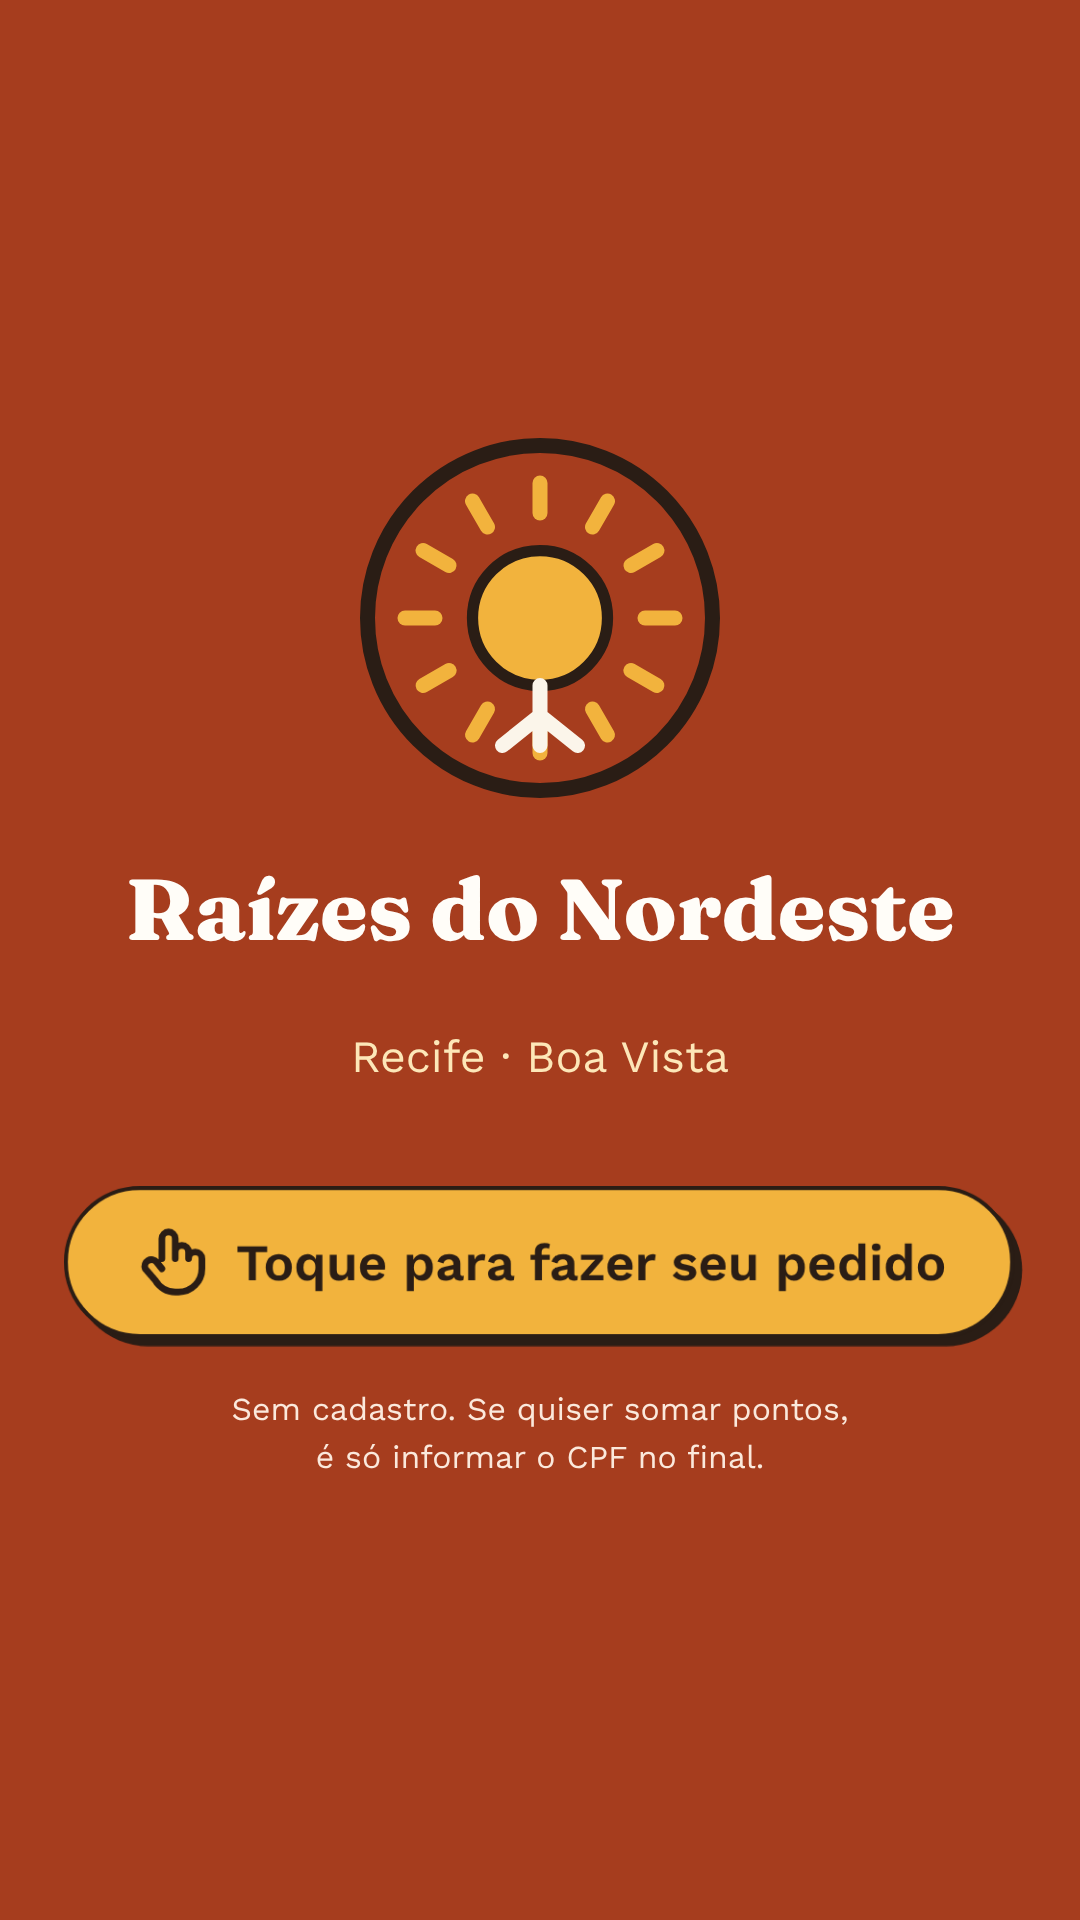 Raízes do Nordeste
Recife · Boa Vista
Toque para fazer seu pedido
Sem cadastro. Se quiser somar pontos,
é só informar o CPF no final.